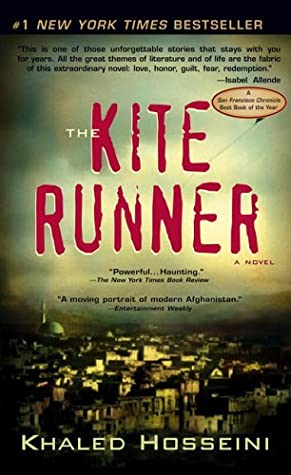 #1 NEW YORK TIMES BESTSELLER
"This is one of those unforgettable stories that stays with you
for years. All the great themes of literature and of life are the fabric
of this extraordinary novel: love, honor, guilt, fear, redemption."
—Isabel Allende
A
San Francisco Chronicle
Best Book of the Year
THE
KITE
RUNNER
A NOVEL
"Powerful...Haunting."
—The New York Times Book Review
"A moving portrait of modern Afghanistan."
—Entertainment Weekly
KHALED HOSSEINI